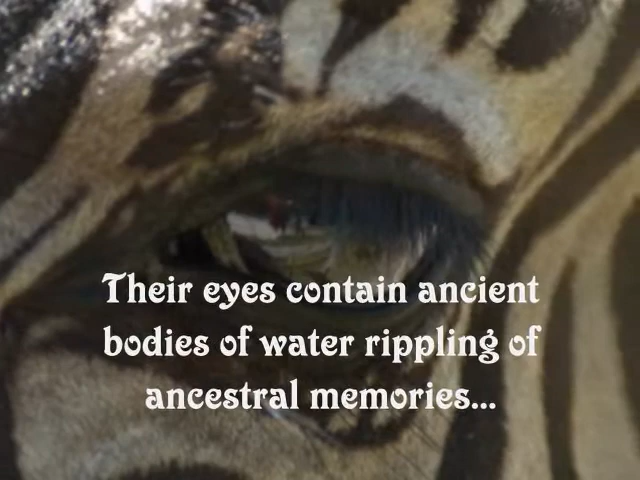 Their eyes contain ancient
bodies of water rippling of
ancestral memories...